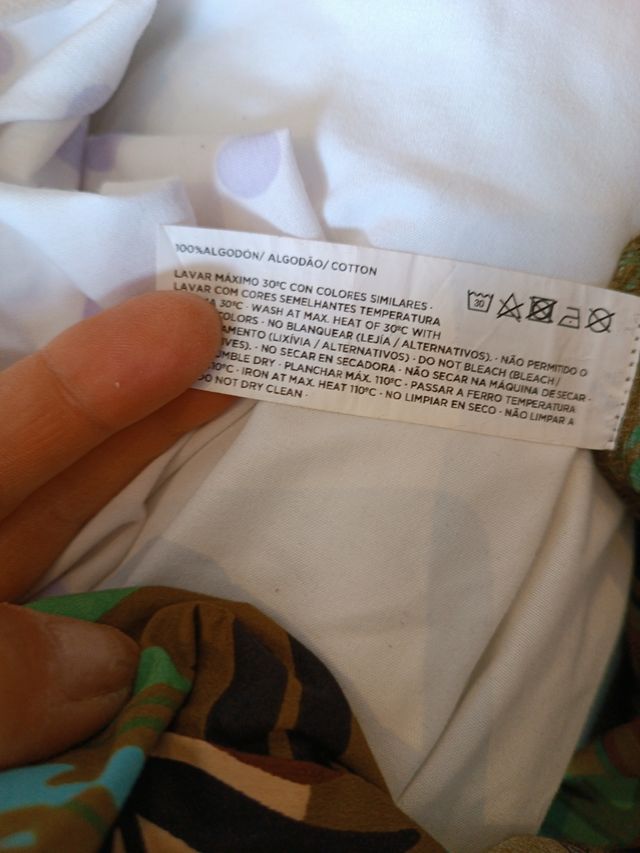 100%ALGODÓN/ ALGODÃO/ COTTON
LAVAR MÁXIMO 30ºC CON COLORES SIMILARES ·
LAVAR COM CORES SEMELHANTES TEMPERATURA
30ºC · WASH AT MAX. HEAT OF 30ºC WITH
COLORS · NO BLANQUEAR (LEJÍA / ALTERNATIVOS). · NÃO PERMITIDO O
(LIXÍVIA / ALTERNATIVOS) · DO NOT BLEACH (BLEACH /
· NO SECAR EN SECADORA · NÃO SECAR NA MÁQUINA DE SECAR ·
DRY · PLANCHAR MÁX. 110ºC · PASSAR A FERRO TEMPERATURA
110ºC · IRON AT MAX. HEAT 110ºC · NO LIMPIAR EN SECO · NÃO LIMPAR A
DO NOT DRY CLEAN ·
30